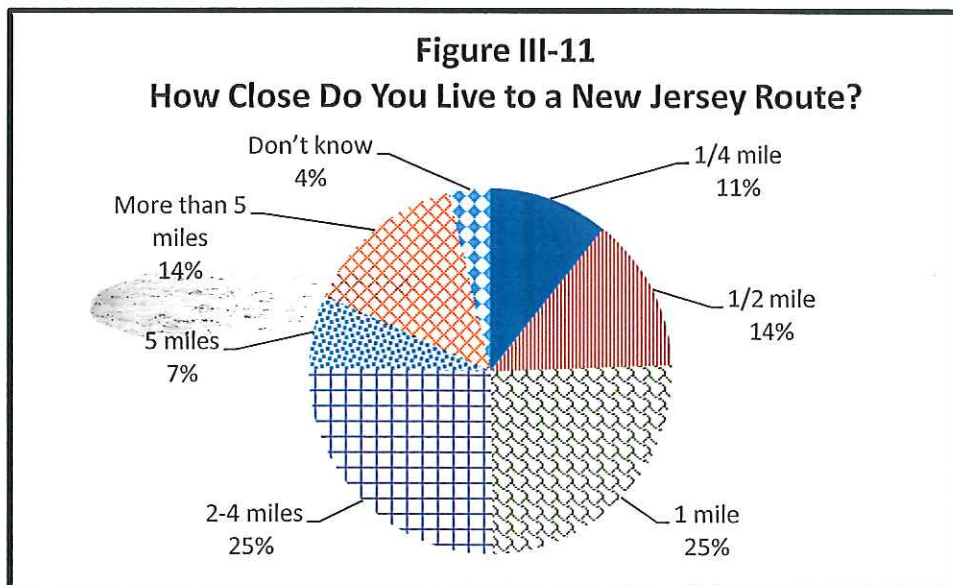 Figure III-11
How Close Do You Live to a New Jersey Route?
Don't know
4%
1/4 mile
11%
More than 5
miles
14%
1/2 mile
14%
5 miles
7%
2-4 miles
25%
1 mile
25%